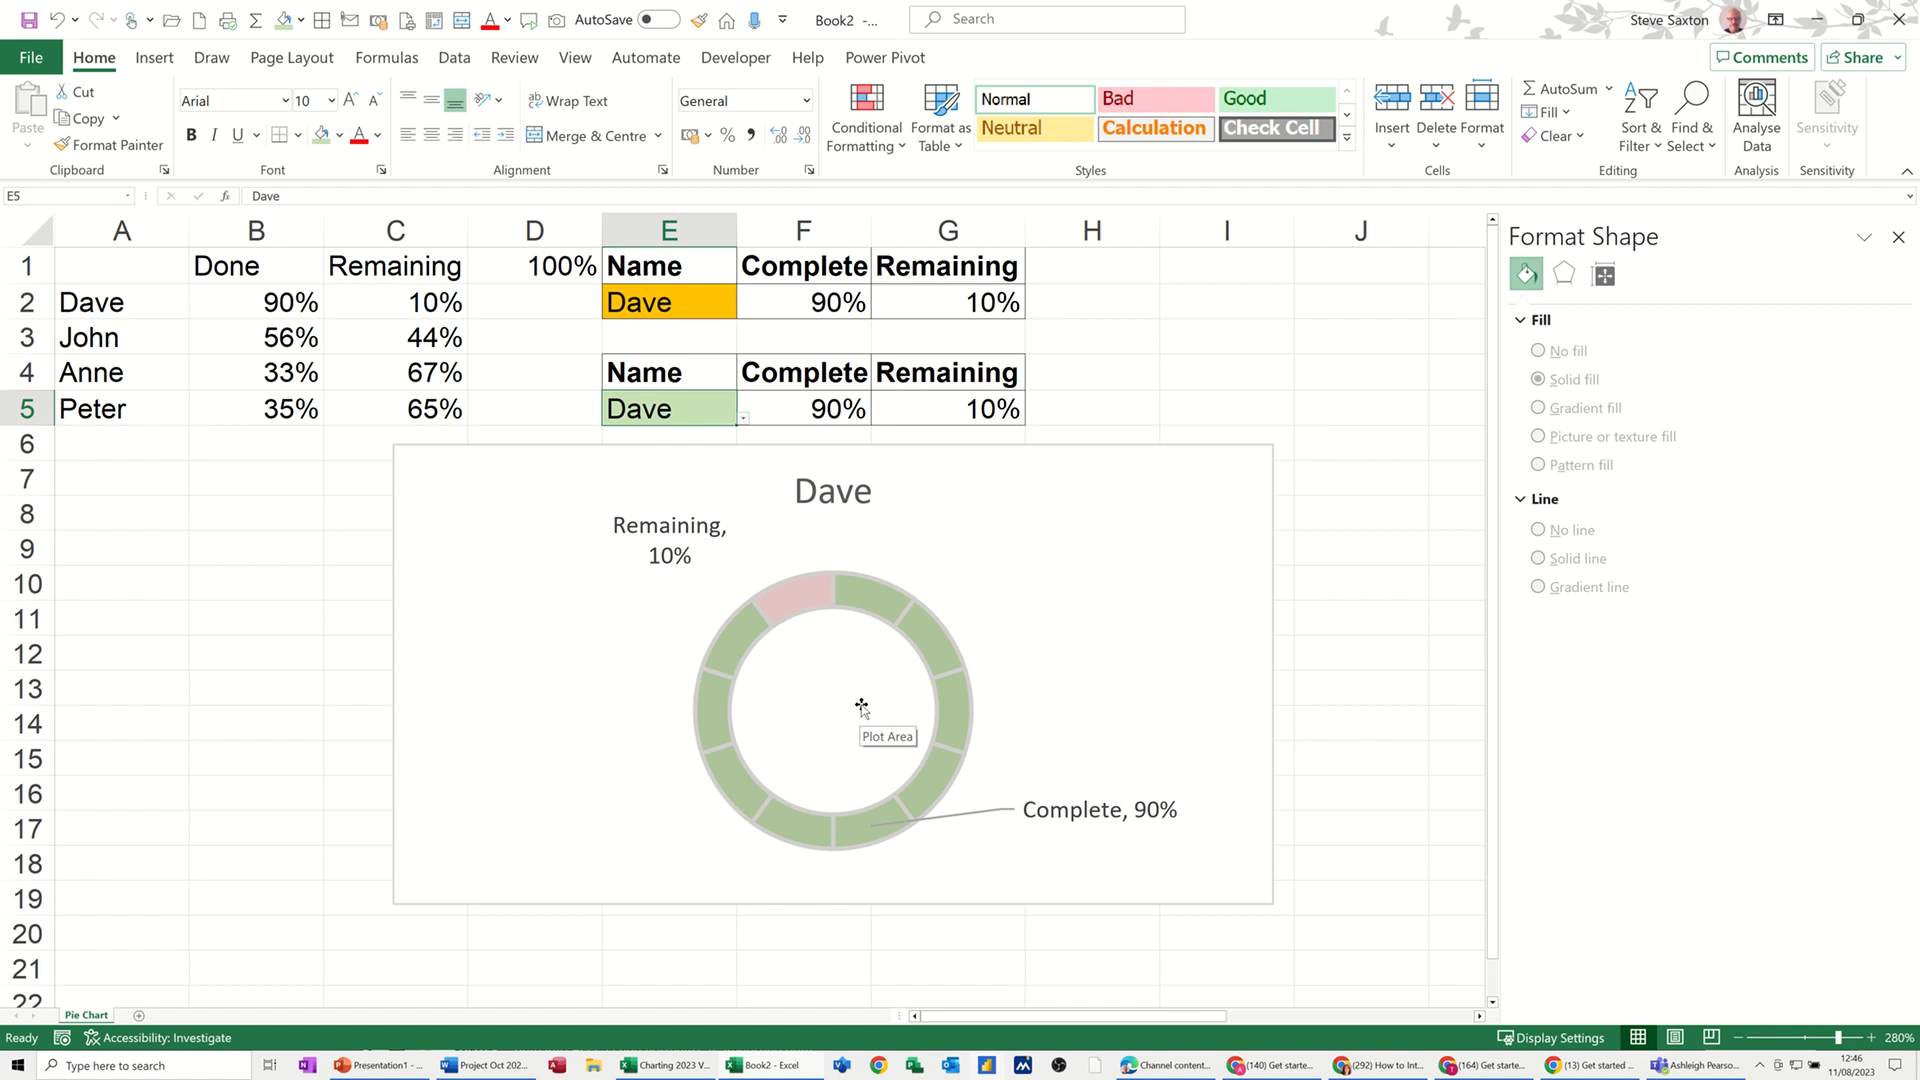 AutoSave
Book2 -...
Search
Steve Saxton
File
Home
Insert
Draw
Page Layout
Formulas
Data
Review
View
Automate
Developer
Help
Power Pivot
Comments
Share
Paste
Cut
Copy
Format Painter
Clipboard
Arial
10
B I U
Font
Wrap Text
Merge & Centre
Alignment
General
Number
Conditional
Formatting
Format as
Table
Normal
Bad
Good
Neutral
Calculation
Check Cell
Styles
Insert
Delete
Format
Cells
AutoSum
Fill
Clear
Sort &
Filter
Find &
Select
Editing
Analyse
Data
Analysis
Sensitivity
Sensitivity
E5
fx
Dave
A B C D E F G H I J
1 Done Remaining 100% Name Complete Remaining
2 Dave 90% 10% Dave 90% 10%
3 John 56% 44%
4 Anne 33% 67% Name Complete Remaining
5 Peter 35% 65% Dave 90% 10%
6
7
8
9
10
11
12
13
14
15
16
17
18
19
20
21
22
Dave
Remaining,
10%
Plot Area
Complete, 90%
Format Shape
Fill
No fill
Solid fill
Gradient fill
Picture or texture fill
Pattern fill
Line
No line
Solid line
Gradient line
Pie Chart
Ready
Accessibility: Investigate
Display Settings
280%
Type here to search
Presentation1 - ...
Project Oct 202...
Charting 2023 V...
Book2 - Excel
Channel content...
(140) Get starte...
(292) How to Int...
(164) Get starte...
(13) Get started ...
Ashleigh Pearso...
12:46
11/08/2023